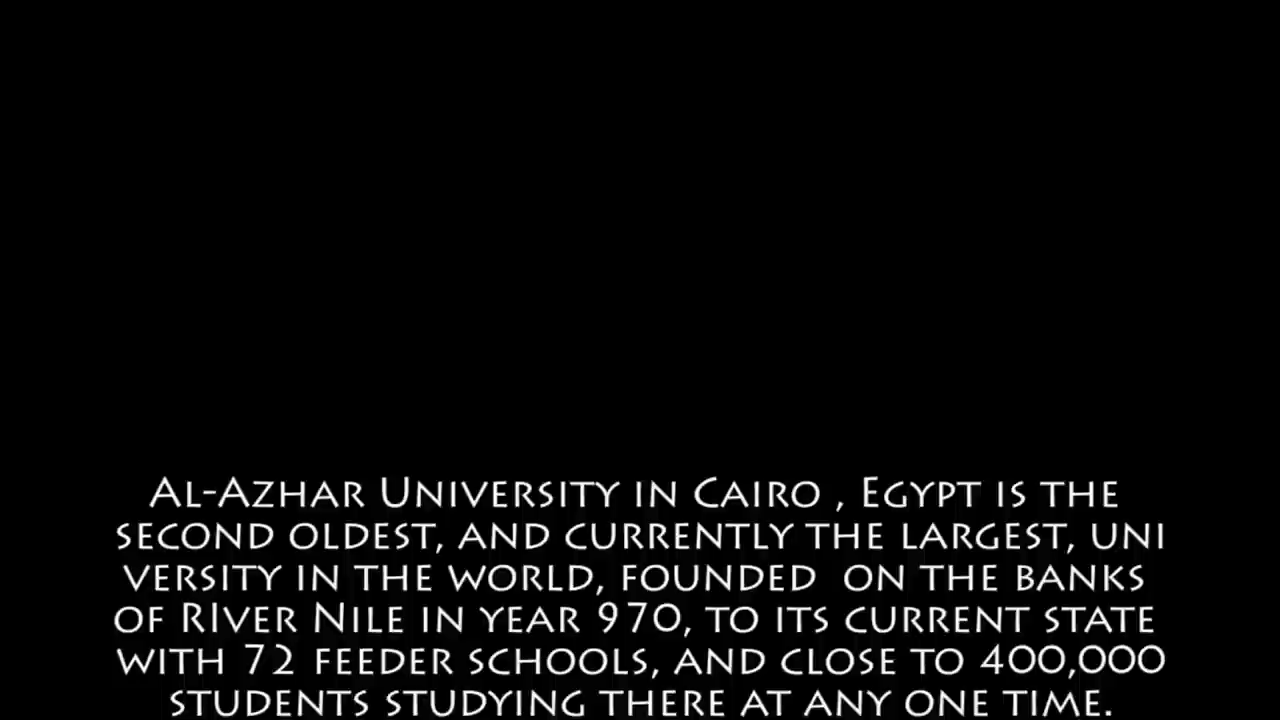 Al-Azhar University in Cairo , Egypt is the
second oldest, and currently the largest, uni
versity in the world, founded  on the banks
of RIver Nile in year 970, to its current state
with 72 feeder schools, and close to 400,000
students studying there at any one time.